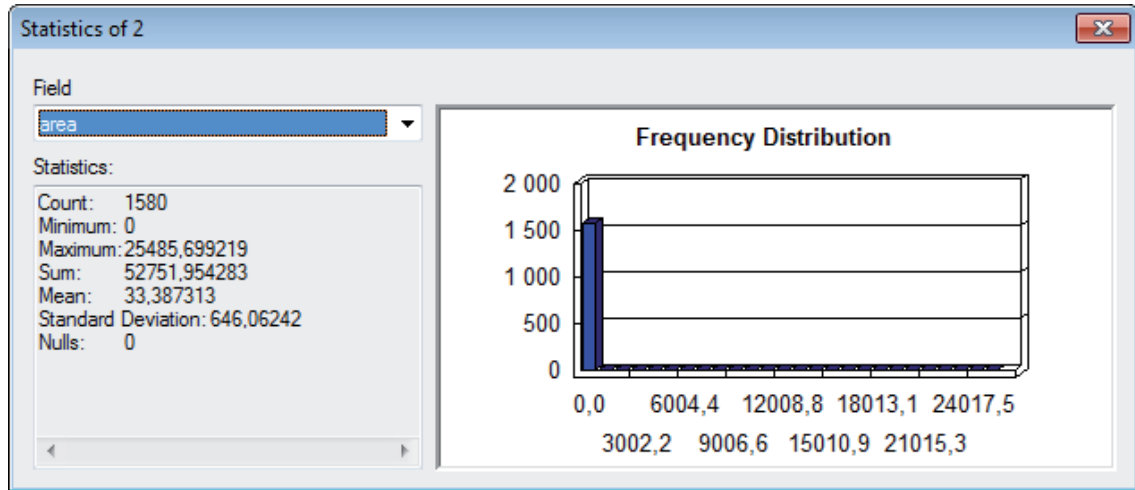 Statistics of 2
Field
area
Statistics:
Count: 1580
Minimum: 0
Maximum: 25485,699219
Sum: 52751,954283
Mean: 33,387313
Standard Deviation: 646,06242
Nulls: 0
Frequency Distribution
2 000
1 500
1 000
500
0
0,0 6004,4 12008,8 18013,1 24017,5
3002,2 9006,6 15010,9 21015,3